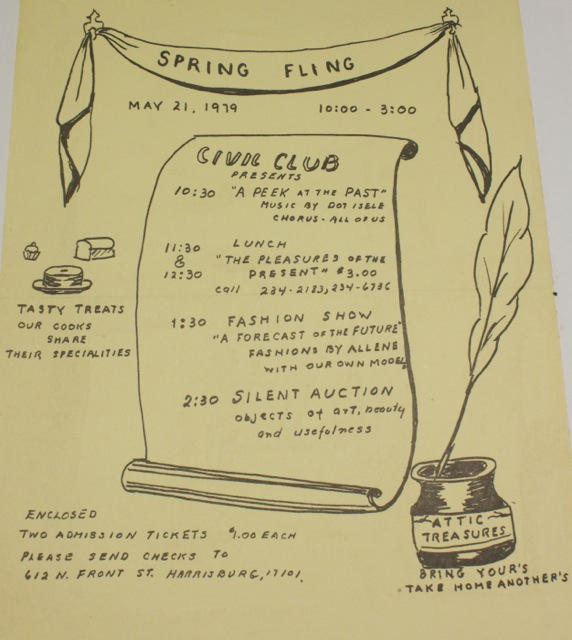 SPRING FLING
MAY 21, 1979 10:00 - 3:00
CIVIC CLUB
PRESENTS
10:30 "A PEEK AT THE PAST"
MUSIC BY DOT ISELE
CHORUS - ALL OF US
11:30 LUNCH
& "THE PLEASURES OF THE
12:30 PRESENT" $3.00
call 234-2183, 234-6736
1:30 FASHION SHOW
"A FORECAST OF THE FUTURE"
FASHIONS BY ALLENE
WITH OUR OWN MODEL
2:30 SILENT AUCTION
objects of art, beauty
and usefulness
TASTY TREATS
OUR COOKS
SHARE
THEIR SPECIALITIES
ATTIC
TREASURES
BRING YOUR'S
TAKE HOME ANOTHER'S
ENCLOSED
TWO ADMISSION TICKETS $1.00 EACH
PLEASE SEND CHECKS TO
612 N. FRONT ST. HARRISBURG, 17101.